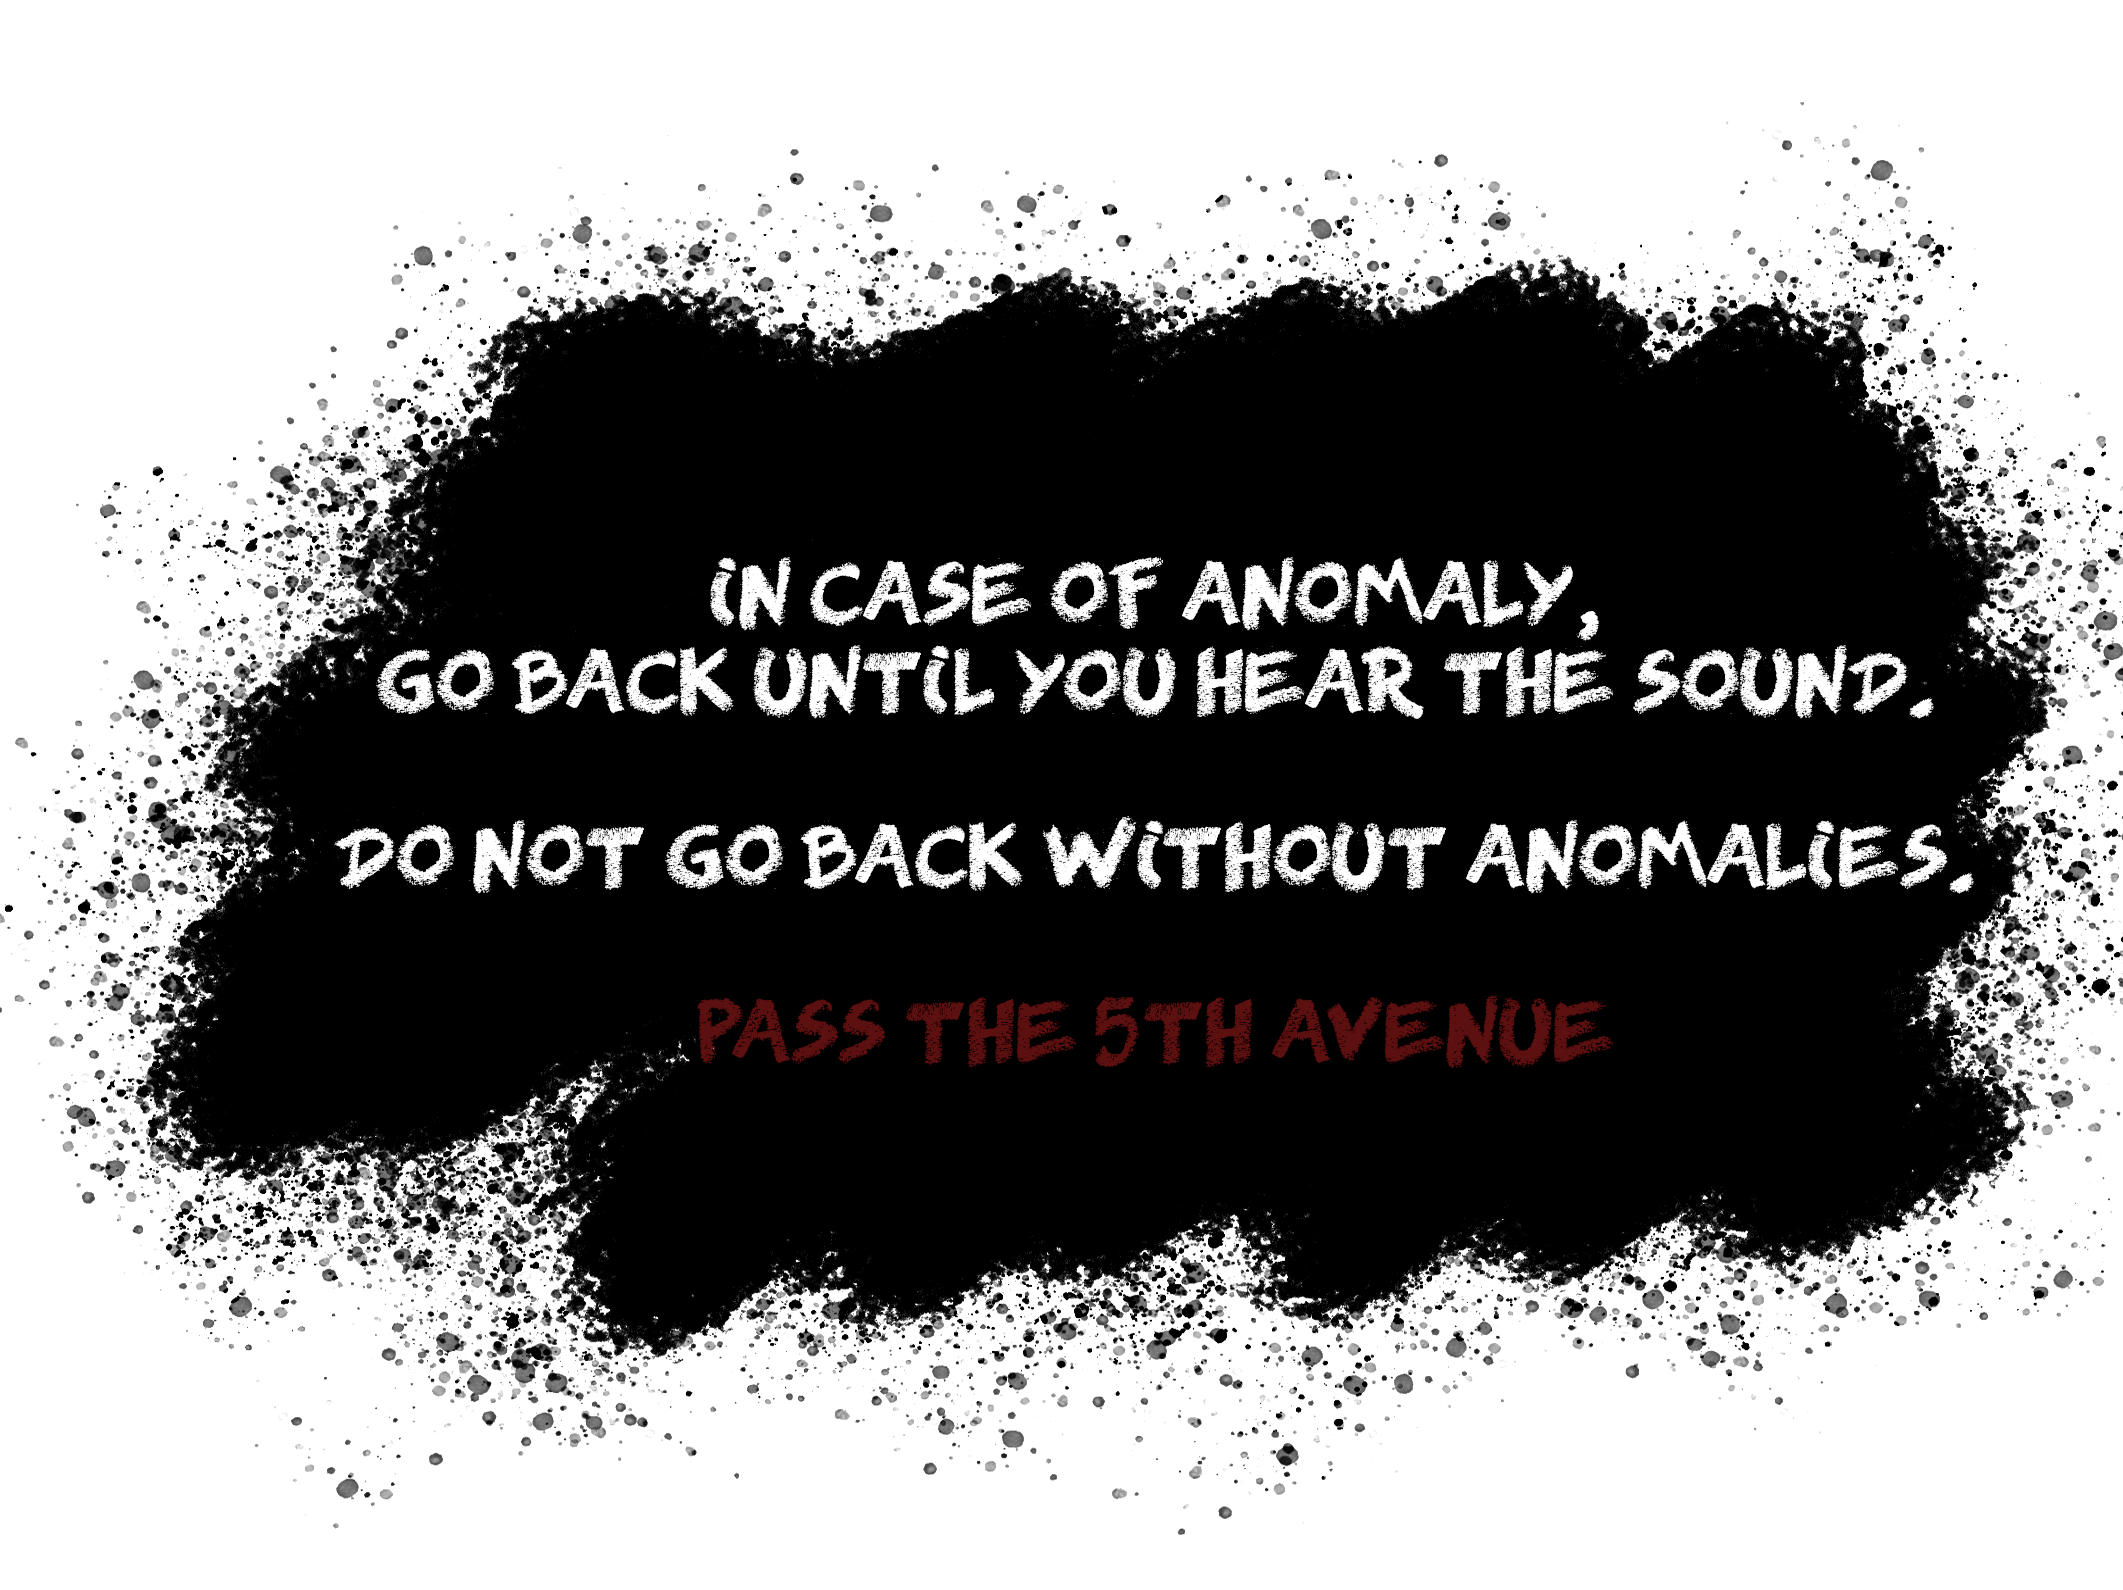 IN CASE OF ANOMALY,
GO BACK UNTIL YOU HEAR THE SOUND.
DO NOT GO BACK WITHOUT ANOMALIES.
PASS THE 5TH AVENUE